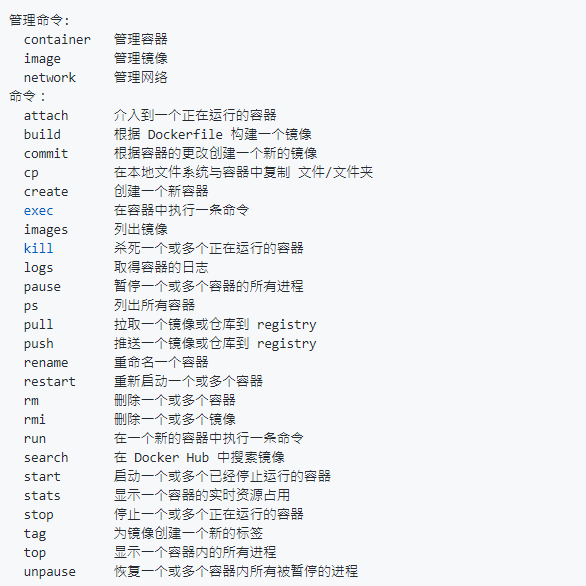 管理命令:
container 管理容器
image 管理镜像
network 管理网络
命令：
attach 介入到一个正在运行的容器
build 根据 Dockerfile 构建一个镜像
commit 根据容器的更改创建一个新的镜像
cp 在本地文件系统与容器中复制 文件/文件夹
create 创建一个新容器
exec 在容器中执行一条命令
images 列出镜像
kill 杀死一个或多个正在运行的容器
logs 取得容器的日志
pause 暂停一个或多个容器的所有进程
ps 列出所有容器
pull 拉取一个镜像或仓库到 registry
push 推送一个镜像或仓库到 registry
rename 重命名一个容器
restart 重新启动一个或多个容器
rm 删除一个或多个容器
rmi 删除一个或多个镜像
run 在一个新的容器中执行一条命令
search 在 Docker Hub 中搜索镜像
start 启动一个或多个已经停止运行的容器
stats 显示一个容器的实时资源占用
stop 停止一个或多个正在运行的容器
tag 为镜像创建一个新的标签
top 显示一个容器内的所有进程
unpause 恢复一个或多个容器内所有被暂停的进程